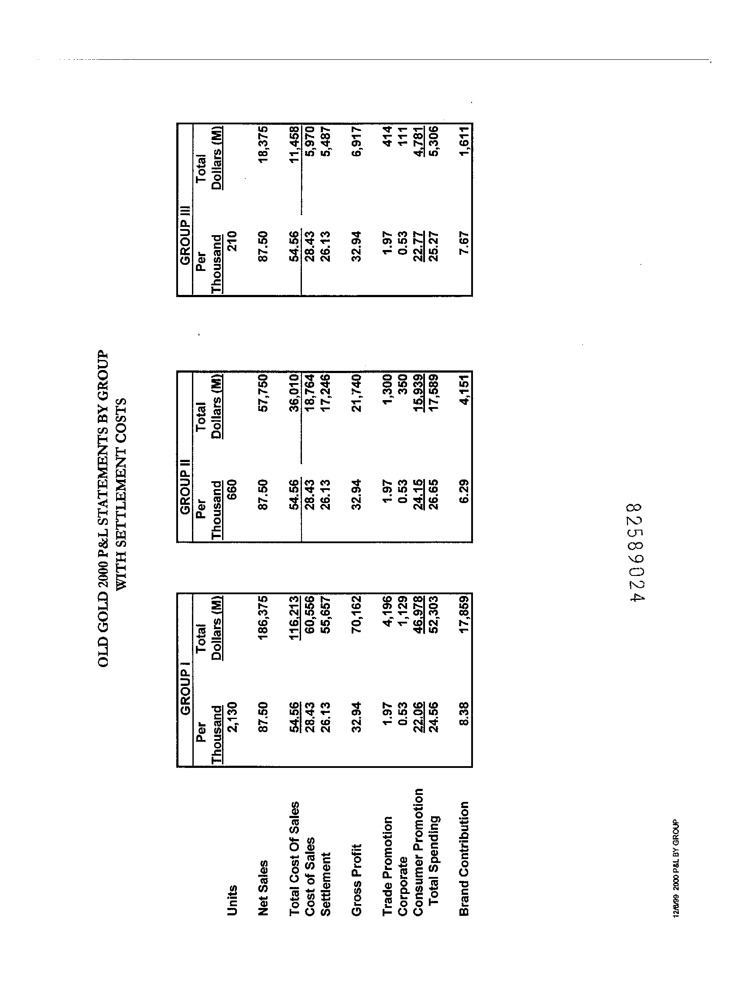 OLD GOLD 2000 P&L STATEMENTS BY GROUP
WITH SETTLEMENT COSTS
GROUP I GROUP II GROUP III
Per Total Per Total Per Total
Thousand Dollars (M) Thousand Dollars (M) Thousand Dollars (M)
Units 2,130 660 210
Net Sales 87.50 186,375 87.50 57,750 87.50 18,375
Total Cost Of Sales 54.56 116,213 54.56 36,010 54.56 11,458
Cost of Sales 28.43 60,556 28.43 18,764 28.43 5,970
Settlement 26.13 55,657 26.13 17,246 26.13 5,487
Gross Profit 32.94 70,162 32.94 21,740 32.94 6,917
Trade Promotion 1.97 4,196 1.97 1,300 1.97 414
Corporate 0.53 1,129 0.53 350 0.53 111
Consumer Promotion 22.06 46,978 24.15 15,939 22.77 4,781
Total Spending 24.56 52,303 26.65 17,589 25.27 5,306
Brand Contribution 8.38 17,859 6.29 4,151 7.67 1,611
82589024
12/6/99 2000 P&L BY GROUP